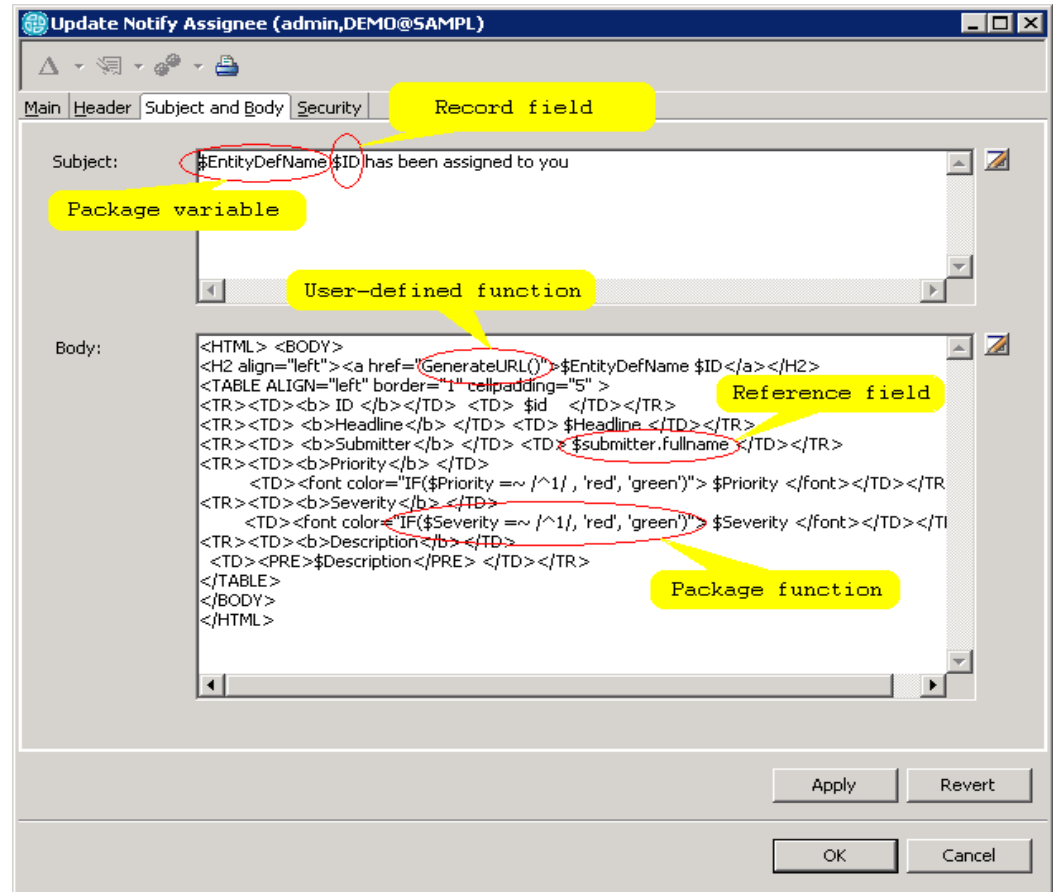 Update Notify Assignee (admin,DEMO@SAMPL)
Main Header Subject and Body Security
Record field
Subject:
$EntityDefName $ID has been assigned to you
Package variable
User-defined function
Body:
<HTML> <BODY>
<H2 align="left"><a href="GenerateURL()">$EntityDefName $ID</a></H2>
<TABLE ALIGN="left" border="1" cellpadding="5" >
Reference field
<TR><TD><b> ID </b></TD> <TD> $id </TD></TR>
<TR><TD> <b>Headline</b> </TD> <TD> $Headline </TD></TR>
<TR><TD> <b>Submitter</b> </TD> <TD> $submitter.fullname </TD></TR>
<TR><TD><b>Priority</b> </TD>
<TD><font color="IF($Priority =~ /^1/ , 'red', 'green')"> $Priority </font></TD></TR
<TR><TD><b>Severity</b> </TD>
<TD><font color="IF($Severity =~ /^1/, 'red', 'green')"> $Severity </font></TD></TI
<TR><TD><b>Description</b></TD>
<TD><PRE>$Description</PRE> </TD></TR>
</TABLE>
Package function
</BODY>
</HTML>
Apply Revert
OK Cancel